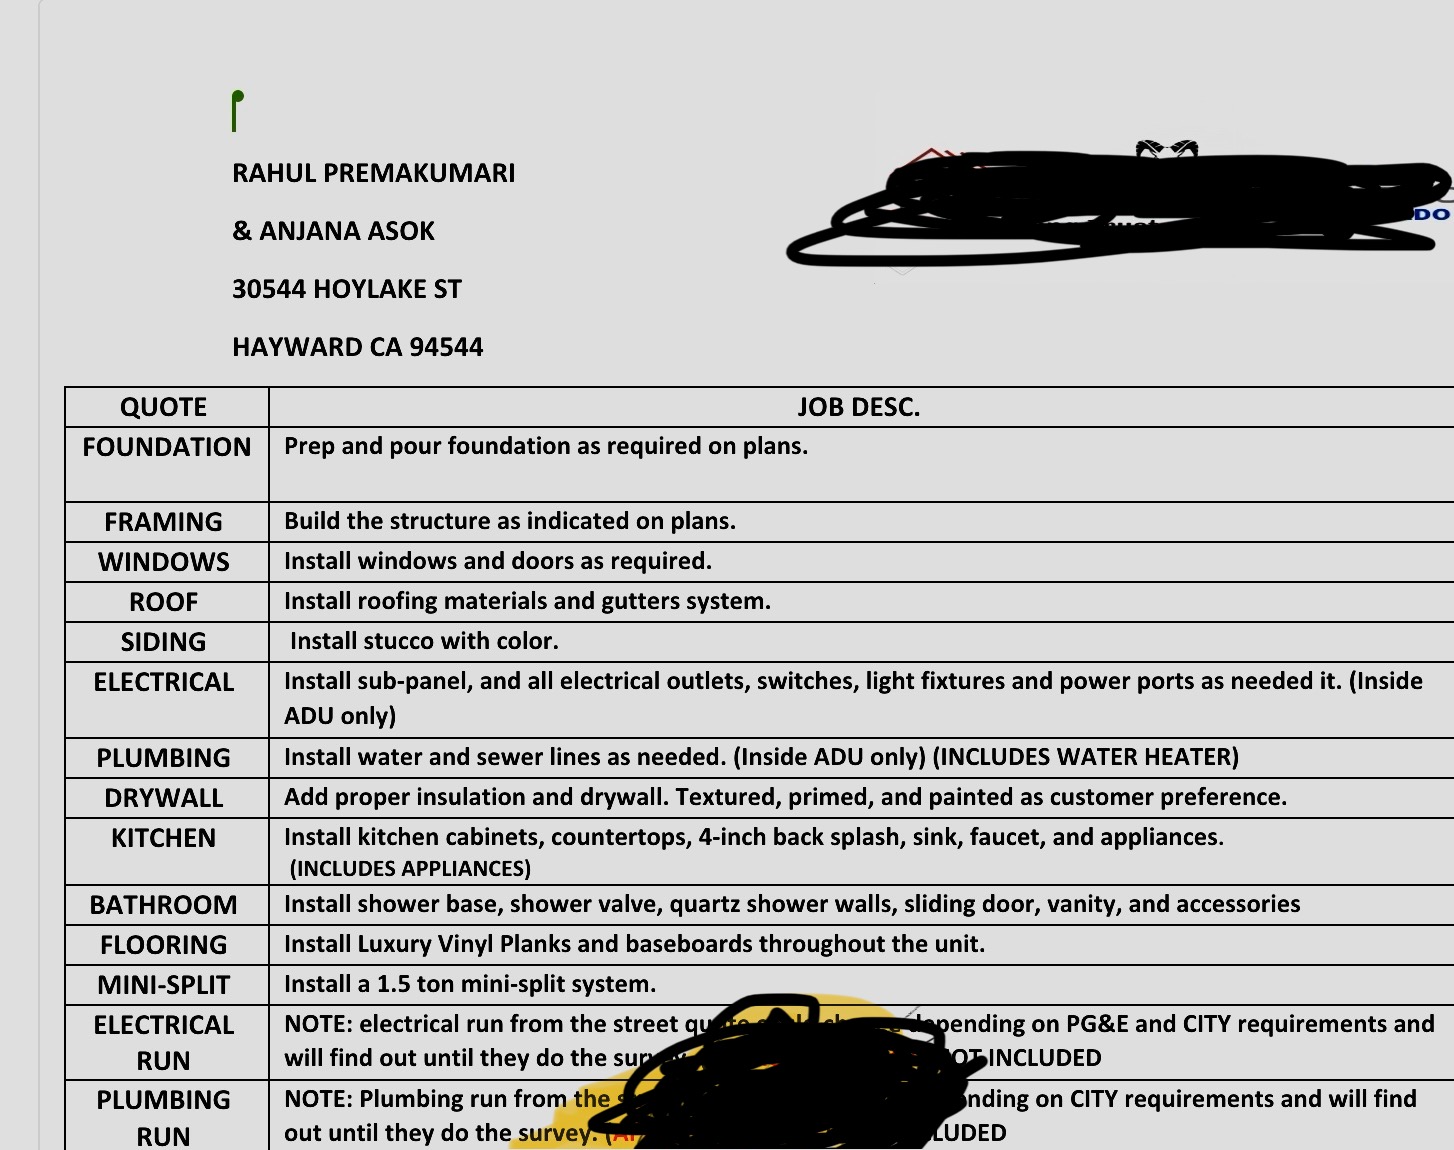 RAHUL PREMAKUMARI
& ANJANA ASOK
30544 HOYLAKE ST
HAYWARD CA 94544
DO
QUOTE JOB DESC.
FOUNDATION Prep and pour foundation as required on plans.
FRAMING Build the structure as indicated on plans.
WINDOWS Install windows and doors as required.
ROOF Install roofing materials and gutters system.
SIDING Install stucco with color.
ELECTRICAL Install sub-panel, and all electrical outlets, switches, light fixtures and power ports as needed it. (Inside
ADU only)
PLUMBING Install water and sewer lines as needed. (Inside ADU only) (INCLUDES WATER HEATER)
DRYWALL Add proper insulation and drywall. Textured, primed, and painted as customer preference.
KITCHEN Install kitchen cabinets, countertops, 4-inch back splash, sink, faucet, and appliances.
(INCLUDES APPLIANCES)
BATHROOM Install shower base, shower valve, quartz shower walls, sliding door, vanity, and accessories
FLOORING Install Luxury Vinyl Planks and baseboards throughout the unit.
MINI-SPLIT Install a 1.5 ton mini-split system.
ELECTRICAL NOTE: electrical run from the street depending on PG&E and CITY requirements and
RUN will find out until they do the INCLUDED
PLUMBING NOTE: Plumbing run from the on CITY requirements and will find
RUN out until they do the survey.